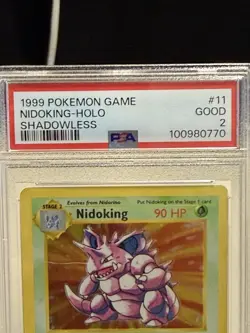 1999 POKEMON GAME #11
NIDOKING-HOLO GOOD
SHADOWLESS 2
PSA 100980770
Evolves from Nidorino Put Nidoking on the Stage 1 card
STAGE 2 Nidoking 90 HP